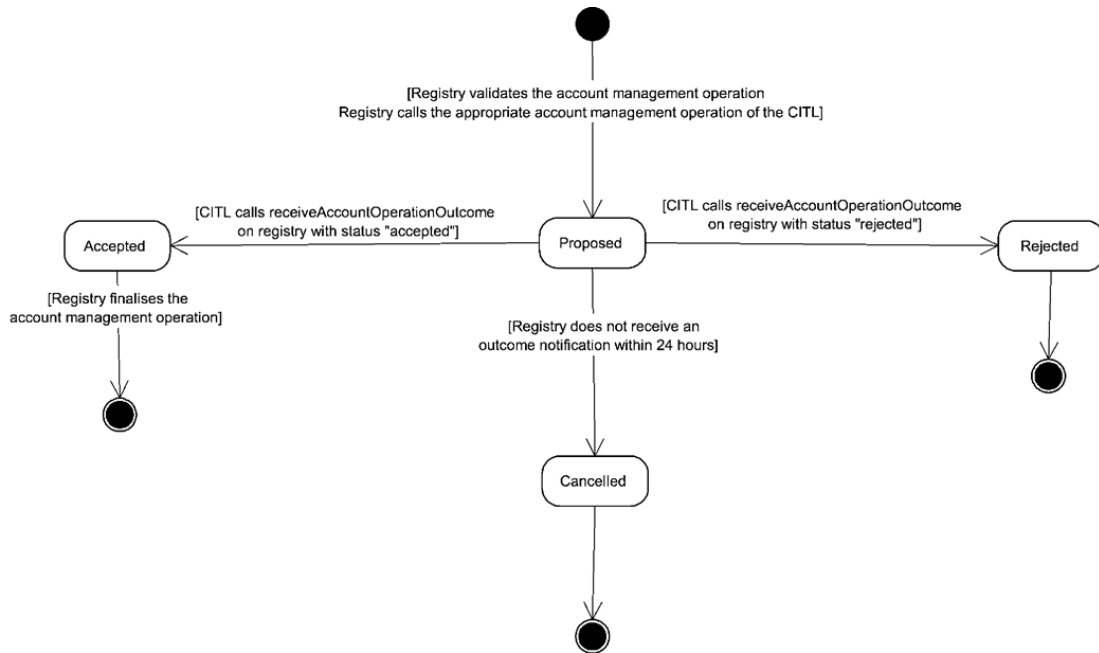 [Registry validates the account management operation
Registry calls the appropriate account management operation of the CITL]
[CITL calls receiveAccountOperationOutcome
on registry with status "accepted"]
[CITL calls receiveAccountOperationOutcome
on registry with status "rejected"]
Accepted
Proposed
Rejected
[Registry finalises the
account management operation]
[Registry does not receive an
outcome notification within 24 hours]
Cancelled